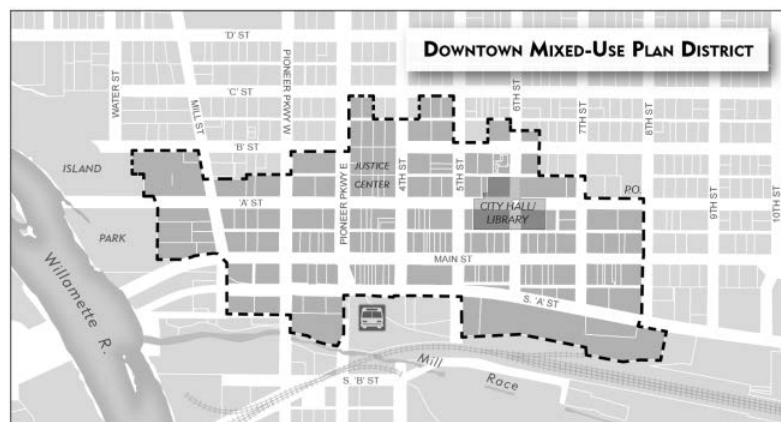 DOWNTOWN MIXED-USE PLAN DISTRICT
'D' ST
WATER ST
MILL ST
PIONEER PKWY W
'C' ST
6TH ST
7TH ST
8TH ST
'B' ST
ISLAND
PARK
JUSTICE
CENTER
PIONEER PKWY E
4TH ST
5TH ST
CITY HALL/
LIBRARY
P.O.
9TH ST
10TH ST
'A' ST
MAIN ST
S. 'A' ST
Willamette R.
Mill Race
S. 'B' ST